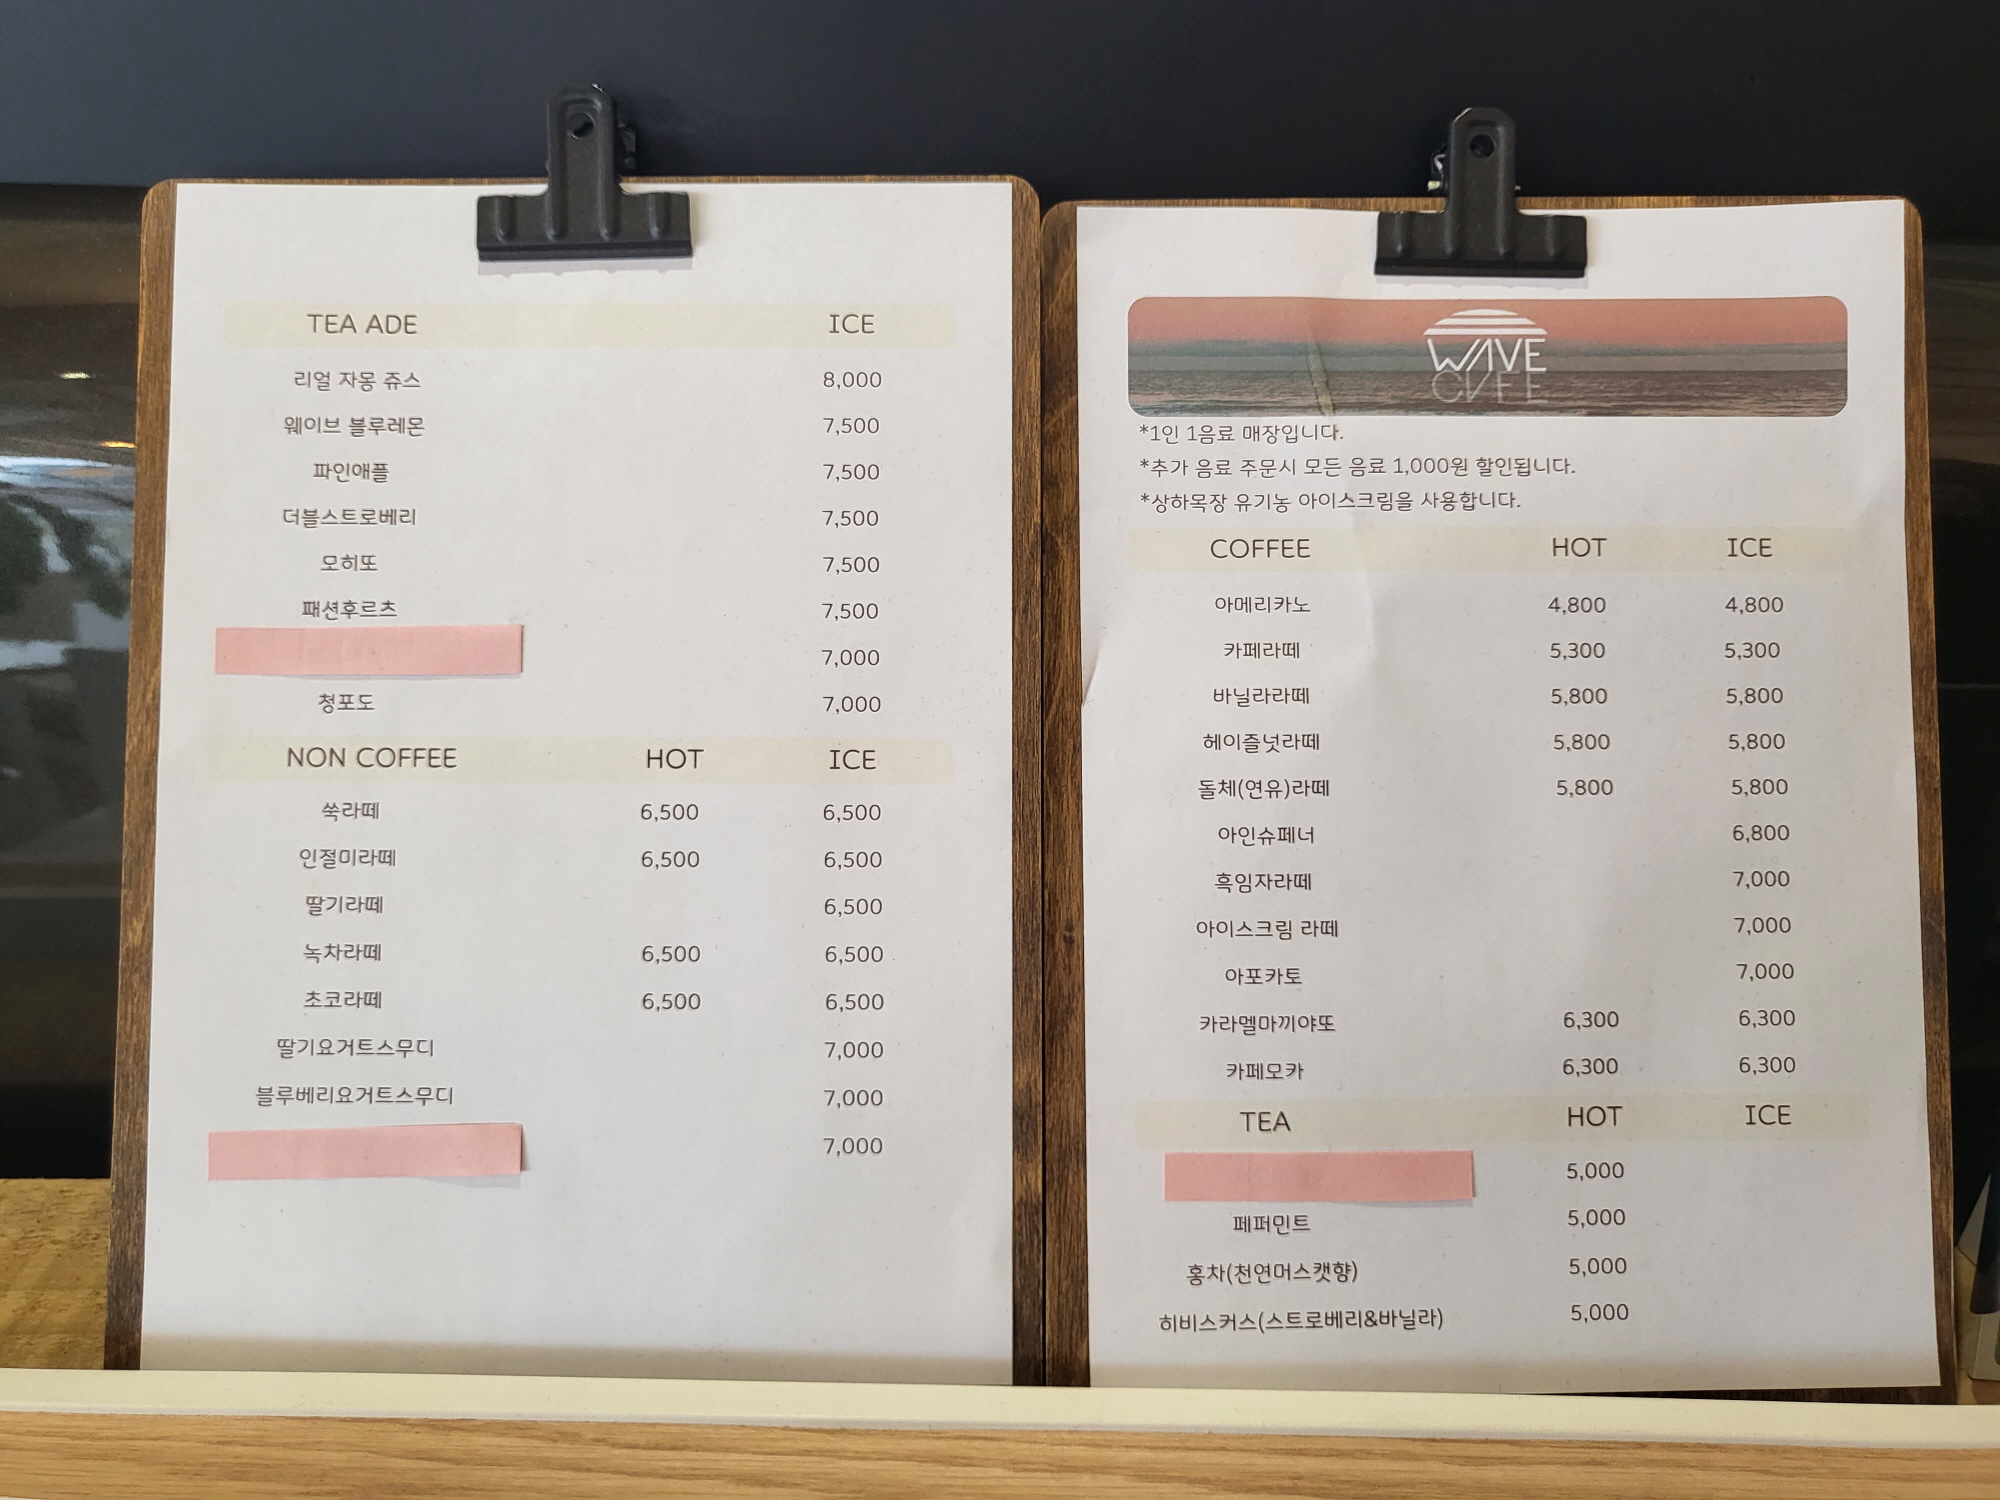 TEA ADE ICE
리얼 자몽 쥬스 8,000
웨이브 블루레몬 7,500
파인애플 7,500
더블스트로베리 7,500
모히또 7,500
패션후르츠 7,500
7,000
청포도 7,000
NON COFFEE HOT ICE
쑥라떼 6,500 6,500
인절미라떼 6,500 6,500
딸기라떼 6,500
녹차라떼 6,500 6,500
초코라떼 6,500 6,500
딸기요거트스무디 7,000
블루베리요거트스무디 7,000
7,000
WAVE
CAFE
*1인 1음료 매장입니다.
*추가 음료 주문시 모든 음료 1,000원 할인됩니다.
*상하목장 유기농 아이스크림을 사용합니다.
COFFEE HOT ICE
아메리카노 4,800 4,800
카페라떼 5,300 5,300
바닐라라떼 5,800 5,800
헤이즐넛라떼 5,800 5,800
돌체(연유)라떼 5,800 5,800
아인슈페너 6,800
흑임자라떼 7,000
아이스크림 라떼 7,000
아포카토 7,000
카라멜마끼야또 6,300 6,300
카페모카 6,300 6,300
TEA HOT ICE
5,000
페퍼민트 5,000
홍차(천연머스캣향) 5,000
히비스커스(스트로베리&바닐라) 5,000